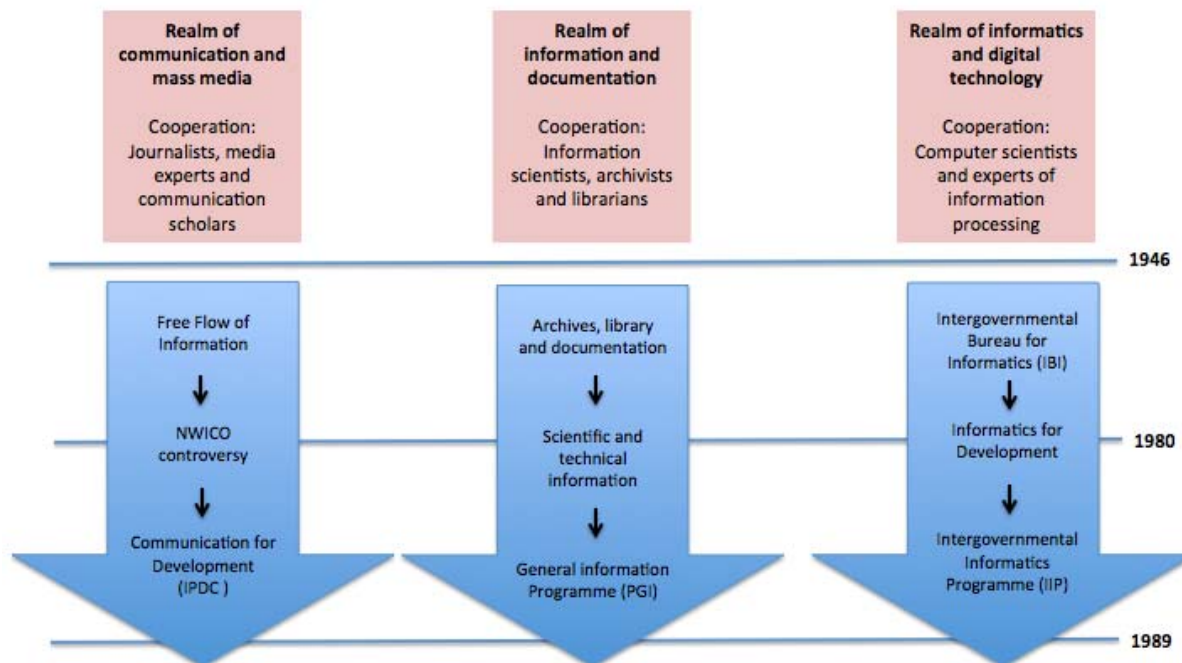 Realm of
communication and
mass media
Cooperation:
Journalists, media
experts and
communication
scholars
Realm of
information and
documentation
Cooperation:
Information
scientists, archivists
and librarians
Realm of informatics
and digital
technology
Cooperation:
Computer scientists
and experts of
information
processing
1946
Free Flow of
Information
NWICO
controversy
Communication for
Development
(IPDC )
Archives, library
and documentation
Scientific and
technical
information
General information
Programme (PGI)
Intergovernmental
Bureau for
Informatics (IBI)
Informatics for
Development
Intergovernmental
Informatics
Programme (IIP)
1980
1989